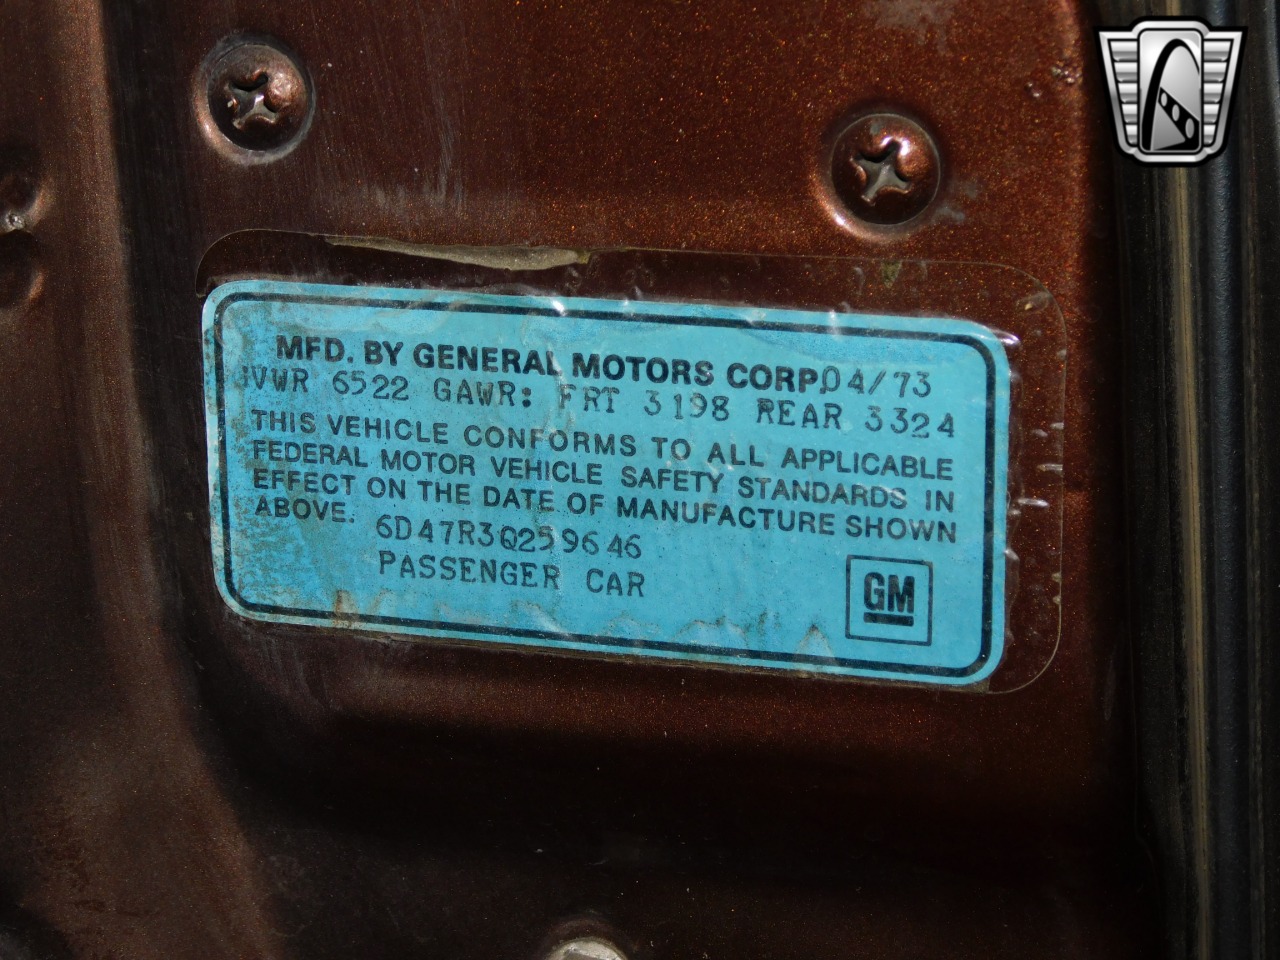 MFD. BY GENERAL MOTORS CORP. 04/73
VWR 6522 GAWR: FRT 3198 REAR 3324
THIS VEHICLE CONFORMS TO ALL APPLICABLE
FEDERAL MOTOR VEHICLE SAFETY STANDARDS IN
EFFECT ON THE DATE OF MANUFACTURE SHOWN
ABOVE. 6D47R3Q259646
PASSENGER CAR
GM